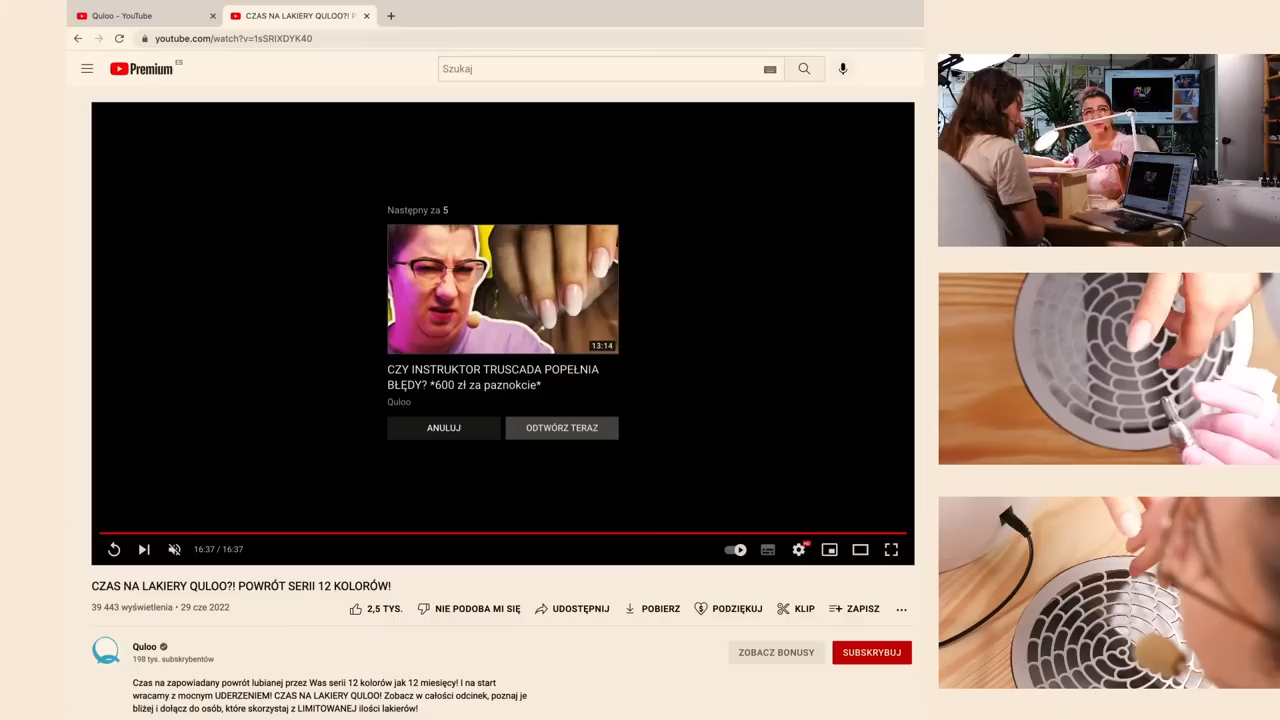 Quloo - YouTube
CZAS NA LAKIERY QULOO?! P
youtube.com/watch?v=1sSRIXDYK40
Premium ES
Szukaj
Następny za 5
13:14
CZY INSTRUKTOR TRUSCADA POPEŁNIA
BŁĘDY? *600 zł za paznokcie*
Quloo
ANULUJ
ODTWÓRZ TERAZ
16:37 / 16:37
HD
CZAS NA LAKIERY QULOO?! POWRÓT SERII 12 KOLORÓW!
39 443 wyświetlenia • 29 cze 2022
2,5 TYS.
NIE PODOBA MI SIĘ
UDOSTĘPNIJ
POBIERZ
PODZIĘKUJ
KLIP
ZAPISZ
Quloo
198 tys. subskrybentów
ZOBACZ BONUSY
SUBSKRYBUJ
Czas na zapowiadany powrót lubianej przez Was serii 12 kolorów jak 12 miesięcy! I na start
wracamy z mocnym UDERZENIEM! CZAS NA LAKIERY QULOO! Zobacz w całości odcinek, poznaj je
bliżej i dołącz do osób, które skorzystaj z LIMITOWANEJ ilości lakierów!